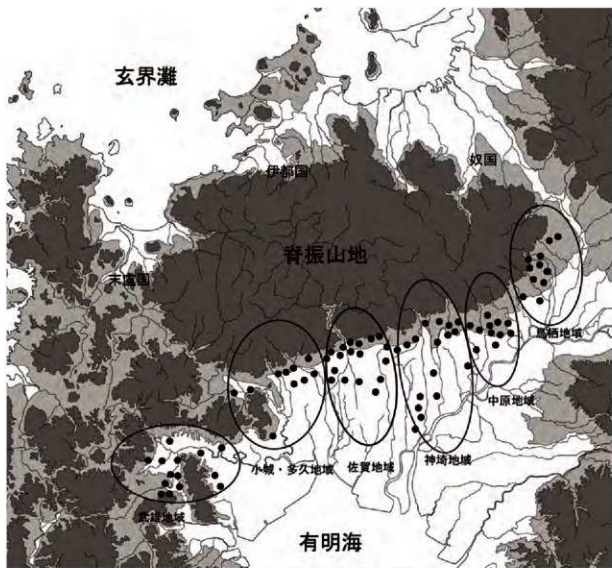 玄界灘
奴国
伊都国
脊振山地
末盧国
鳥栖地域
中原地域
神埼地域
佐賀地域
小城・多久地域
武雄地域
有明海